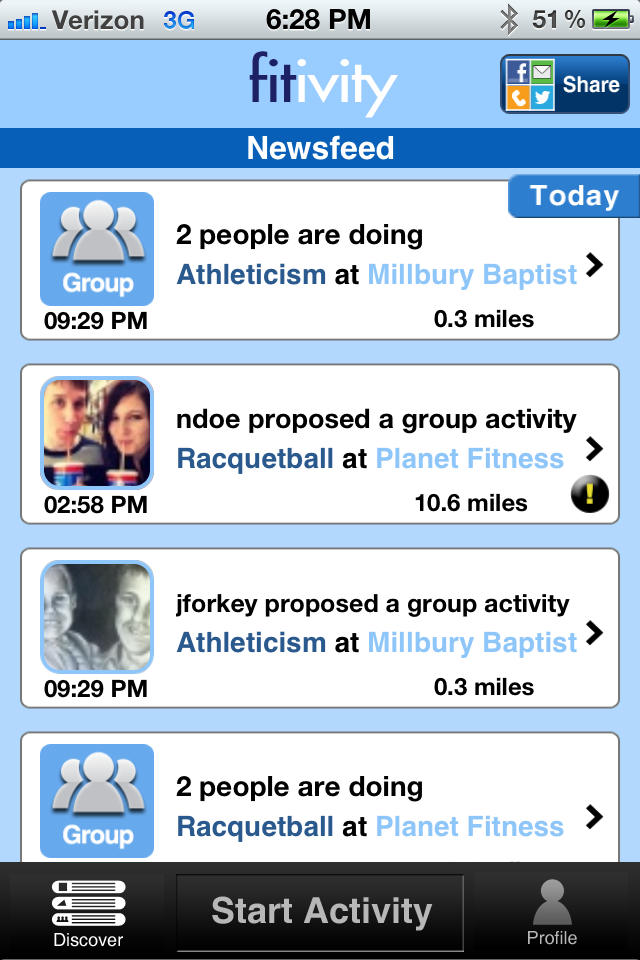 Verizon 3G 6:28 PM 51 %
fitivity
f
Share
Newsfeed
Today
2 people are doing
Athleticism at Millbury Baptist
Group
09:29 PM
0.3 miles
ndoe proposed a group activity
Racquetball at Planet Fitness
02:58 PM
10.6 miles
!
jforkey proposed a group activity
Athleticism at Millbury Baptist
09:29 PM
0.3 miles
2 people are doing
Racquetball at Planet Fitness
Group
Discover
Start Activity
Profile